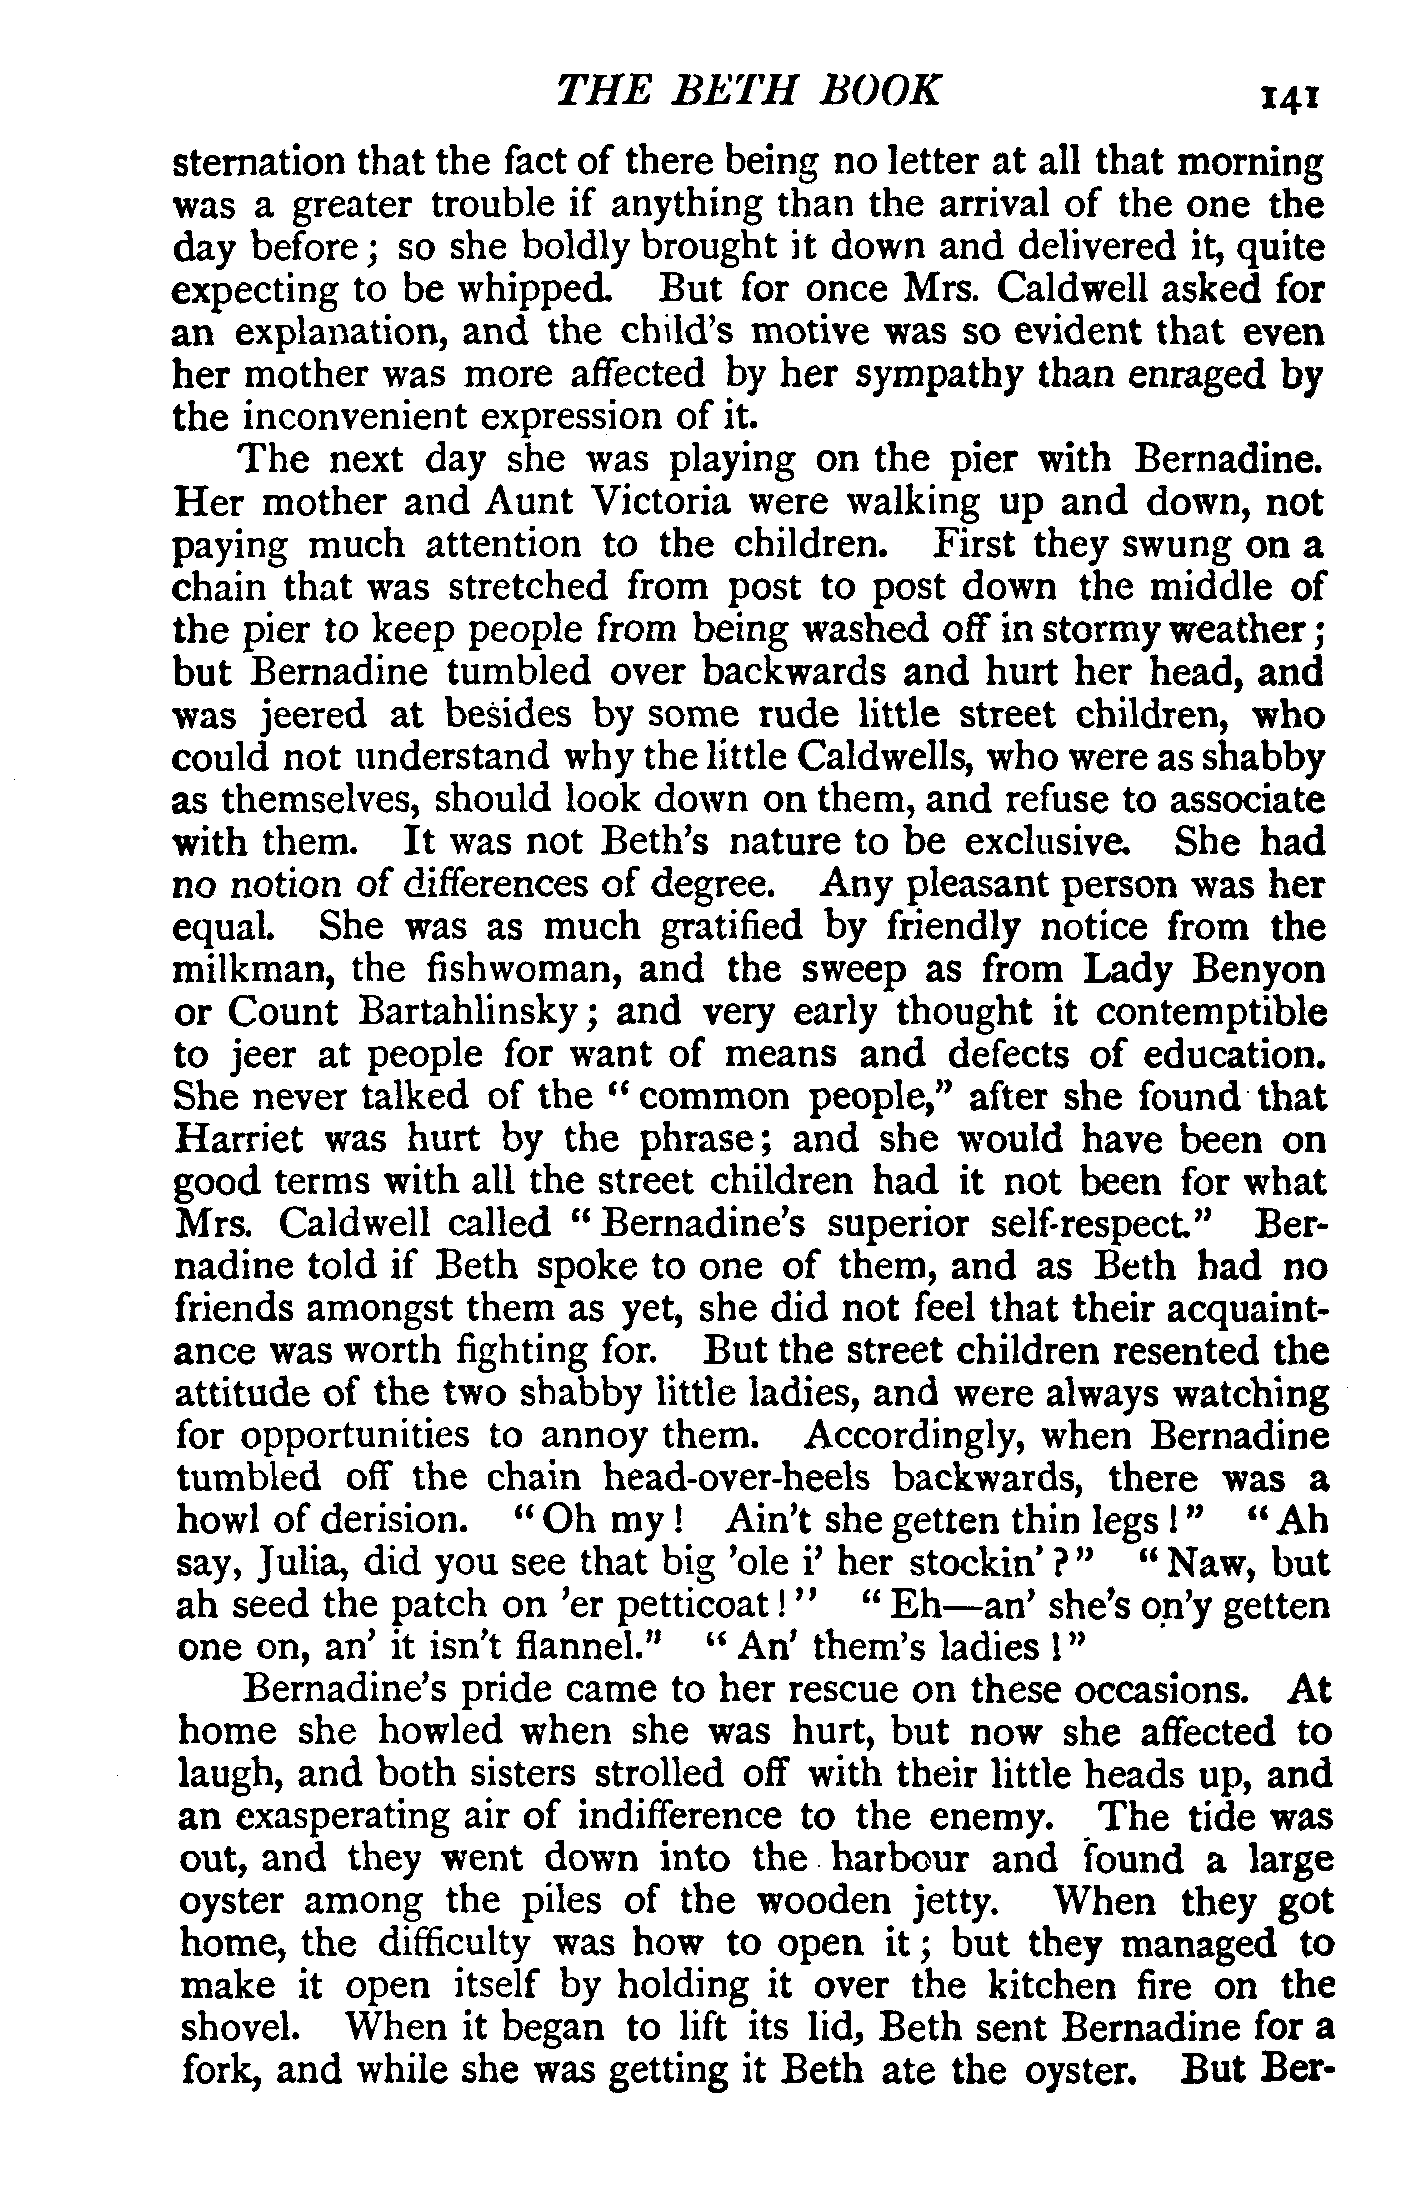 THE BETH BOOK 141
sternation that the fact of there being no letter at all that morning
was a greater trouble if anything than the arrival of the one the
day before; so she boldly brought it down and delivered it, quite
expecting to be whipped. But for once Mrs. Caldwell asked for
an explanation, and the child's motive was so evident that even
her mother was more affected by her sympathy than enraged by
the inconvenient expression of it.
The next day she was playing on the pier with Bernadine.
Her mother and Aunt Victoria were walking up and down, not
paying much attention to the children. First they swung on a
chain that was stretched from post to post down the middle of
the pier to keep people from being washed off in stormy weather;
but Bernadine tumbled over backwards and hurt her head, and
was jeered at besides by some rude little street children, who
could not understand why the little Caldwells, who were as shabby
as themselves, should look down on them, and refuse to associate
with them. It was not Beth's nature to be exclusive. She had
no notion of differences of degree. Any pleasant person was her
equal. She was as much gratified by friendly notice from the
milkman, the fishwoman, and the sweep as from Lady Benyon
or Count Bartahlinsky; and very early thought it contemptible
to jeer at people for want of means and defects of education.
She never talked of the "common people," after she found that
Harriet was hurt by the phrase; and she would have been on
good terms with all the street children had it not been for what
Mrs. Caldwell called "Bernadine's superior self-respect." Ber-
nadine told if Beth spoke to one of them, and as Beth had no
friends amongst them as yet, she did not feel that their acquaint-
ance was worth fighting for. But the street children resented the
attitude of the two shabby little ladies, and were always watching
for opportunities to annoy them. Accordingly, when Bernadine
tumbled off the chain head-over-heels backwards, there was a
howl of derision. "Oh my! Ain't she getten thin legs!" "Ah
say, Julia, did you see that big 'ole i' her stockin'?" "Naw, but
ah seed the patch on 'er petticoat!" "Eh—an' she's on'y getten
one on, an' it isn't flannel." "An' them's ladies!"
Bernadine's pride came to her rescue on these occasions. At
home she howled when she was hurt, but now she affected to
laugh, and both sisters strolled off with their little heads up, and
an exasperating air of indifference to the enemy. The tide was
out, and they went down into the harbour and found a large
oyster among the piles of the wooden jetty. When they got
home, the difficulty was how to open it; but they managed to
make it open itself by holding it over the kitchen fire on the
shovel. When it began to lift its lid, Beth sent Bernadine for a
fork, and while she was getting it Beth ate the oyster. But Ber-